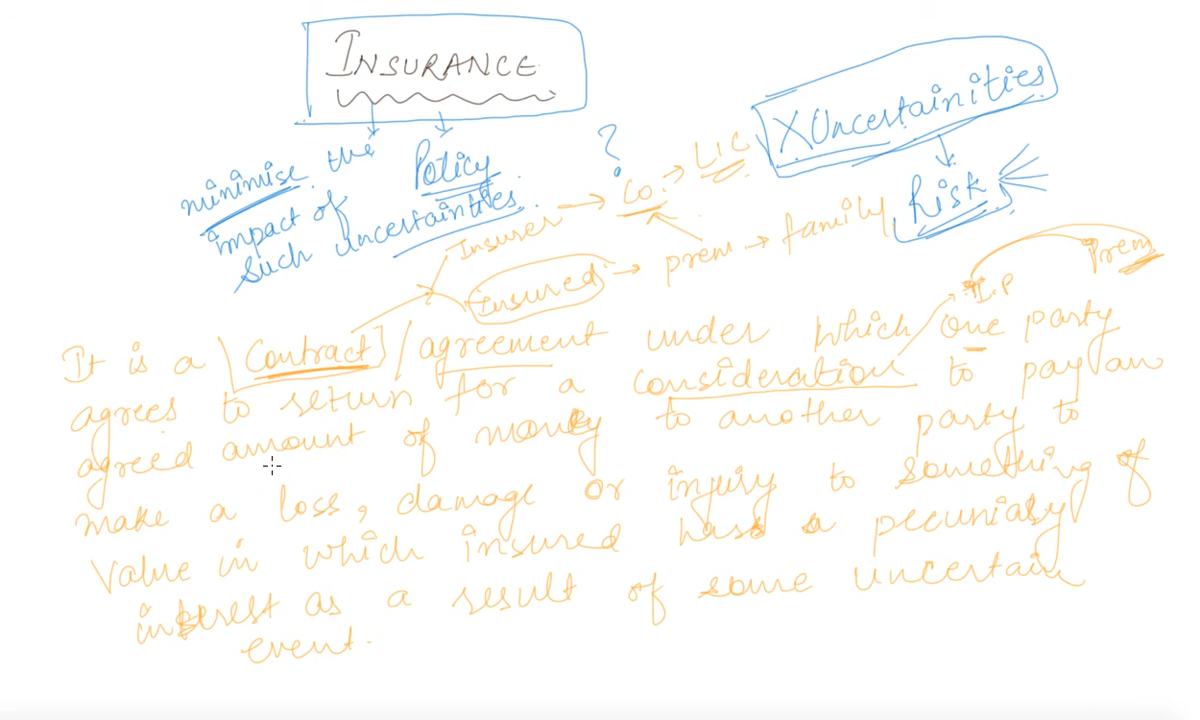 INSURANCE
XUncertainities
? LIC
minimise the Policy Co. → Risk
impact of
such uncertainties.
Insurer →
Insured → prem → family
I.P Prem
It is a Contract / agreement under which one party
agrees to return for a consideration to pay an
agreed amount of money to another party to
make a loss, damage or injury to something of
value in which insured has a pecuniary
interest as a result of some uncertain
event.